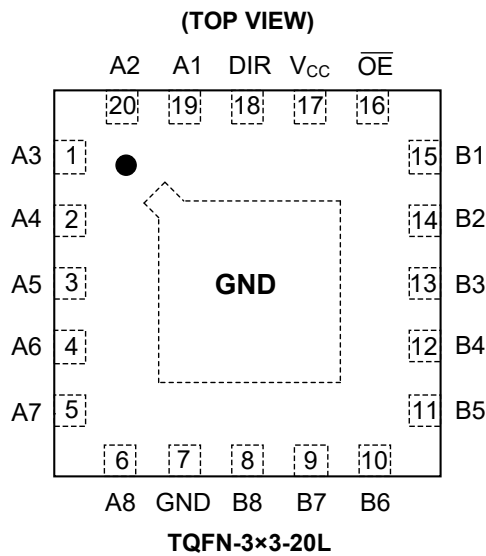 (TOP VIEW)
A2 A1 DIR V_CC O̅E̅
20 19 18 17 16
A3 1 15 B1
A4 2 14 B2
A5 3 GND 13 B3
A6 4 12 B4
A7 5 11 B5
6 7 8 9 10
A8 GND B8 B7 B6
TQFN-3×3-20L